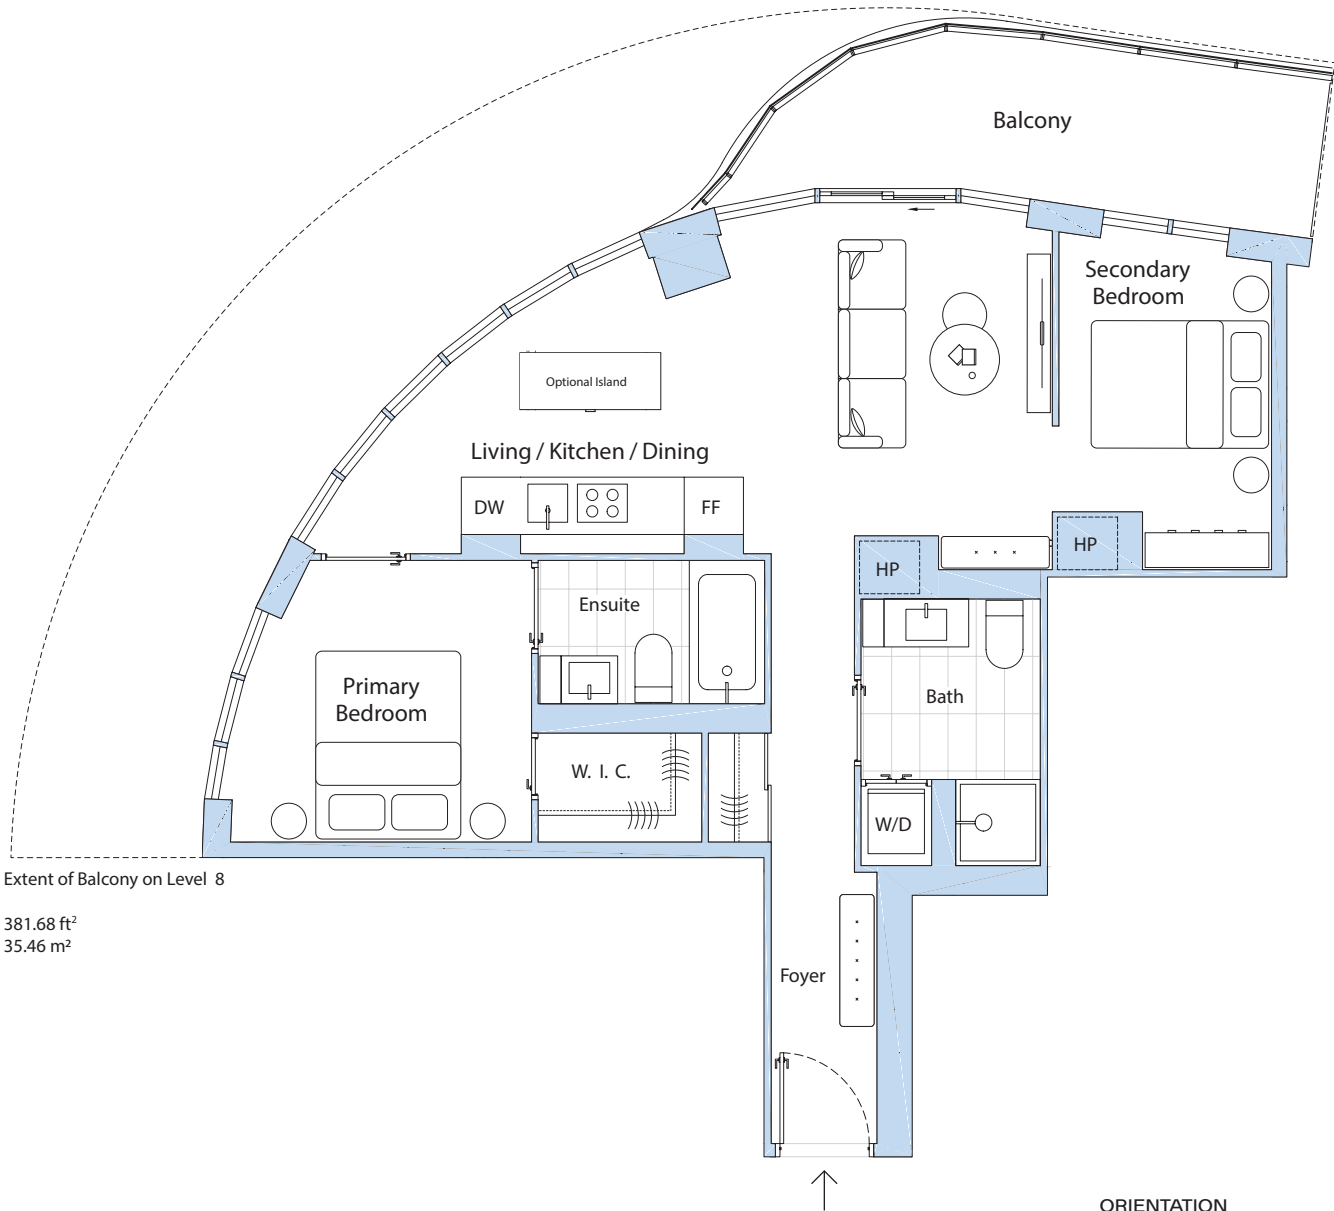 Balcony
Secondary
Bedroom
Optional Island
Living / Kitchen / Dining
DW
FF
HP
HP
Ensuite
Primary
Bedroom
Bath
W. I. C.
W/D
Extent of Balcony on Level 8
381.68 ft²
35.46 m²
Foyer
ORIENTATION